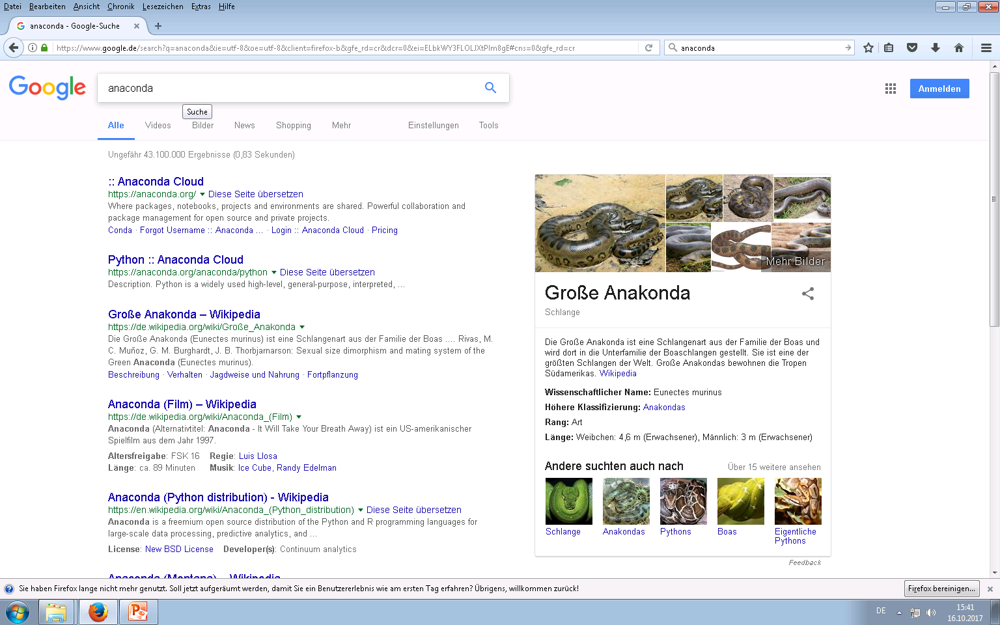 Datei Bearbeiten Ansicht Chronik Lesezeichen Extras Hilfe
anaconda - Google-Suche
https://www.google.de/search?q=anaconda&ie=utf-8&oe=utf-8&client=firefox-b&gfe_rd=cr&dcr=0&ei=ELbkWY3FLOLJXtPlm8gE#cns=0&gfe_rd=cr
anaconda
Google
anaconda
Anmelden
Suche
Alle Videos Bilder News Shopping Mehr Einstellungen Tools
Ungefähr 43.100.000 Ergebnisse (0,83 Sekunden)
:: Anaconda Cloud
https://anaconda.org/ Diese Seite übersetzen
Where packages, notebooks, projects and environments are shared. Powerful collaboration and
package management for open source and private projects.
Conda · Forgot Username :: Anaconda ... · Login :: Anaconda Cloud · Pricing
Python :: Anaconda Cloud
https://anaconda.org/anaconda/python Diese Seite übersetzen
Description. Python is a widely used high-level, general-purpose, interpreted, ...
Große Anakonda – Wikipedia
https://de.wikipedia.org/wiki/Große_Anakonda
Die Große Anakonda (Eunectes murinus) ist eine Schlangenart aus der Familie der Boas .... Rivas, M.
C. Muñoz, G. M. Burghardt, J. B. Thorbjarnarson: Sexual size dimorphism and mating system of the
Green Anaconda (Eunectes murinus).
Beschreibung · Verhalten · Jagdweise und Nahrung · Fortpflanzung
Anaconda (Film) – Wikipedia
https://de.wikipedia.org/wiki/Anaconda_(Film)
Anaconda (Alternativtitel: Anaconda - It Will Take Your Breath Away) ist ein US-amerikanischer
Spielfilm aus dem Jahr 1997.
Altersfreigabe: FSK 16 Regie: Luis Llosa
Länge: ca. 89 Minuten Musik: Ice Cube, Randy Edelman
Anaconda (Python distribution) - Wikipedia
https://en.wikipedia.org/wiki/Anaconda_(Python_distribution) Diese Seite übersetzen
Anaconda is a freemium open source distribution of the Python and R programming languages for
large-scale data processing, predictive analytics, and ...
License: New BSD License Developer(s): Continuum analytics
Anaconda (Montana) – Wikipedia
Mehr Bilder
Große Anakonda
Schlange
Die Große Anakonda ist eine Schlangenart aus der Familie der Boas und
wird dort in die Unterfamilie der Boaschlangen gestellt. Sie ist eine der
größten Schlangen der Welt. Große Anakondas bewohnen die Tropen
Südamerikas. Wikipedia
Wissenschaftlicher Name: Eunectes murinus
Höhere Klassifizierung: Anakondas
Rang: Art
Länge: Weibchen: 4,6 m (Erwachsener), Männlich: 3 m (Erwachsener)
Andere suchten auch nach Über 15 weitere ansehen
Schlange Anakondas Pythons Boas Eigentliche
Pythons
Feedback
Sie haben Firefox lange nicht mehr genutzt. Soll jetzt aufgeräumt werden, damit Sie ein Benutzererlebnis wie am ersten Tag erfahren? Übrigens, willkommen zurück! Firefox bereinigen...
DE
15:41
16.10.2017